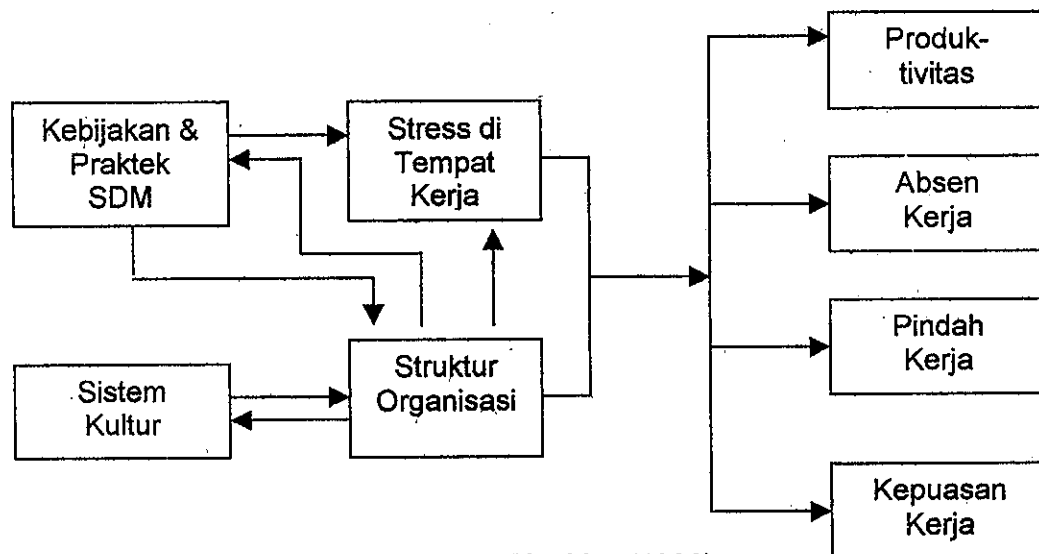 Produk-
tivitas
Kebijakan &
Praktek
SDM
Stress di
Tempat
Kerja
Absen
Kerja
Pindah
Kerja
Struktur
Organisasi
Sistem
Kultur
Kepuasan
Kerja